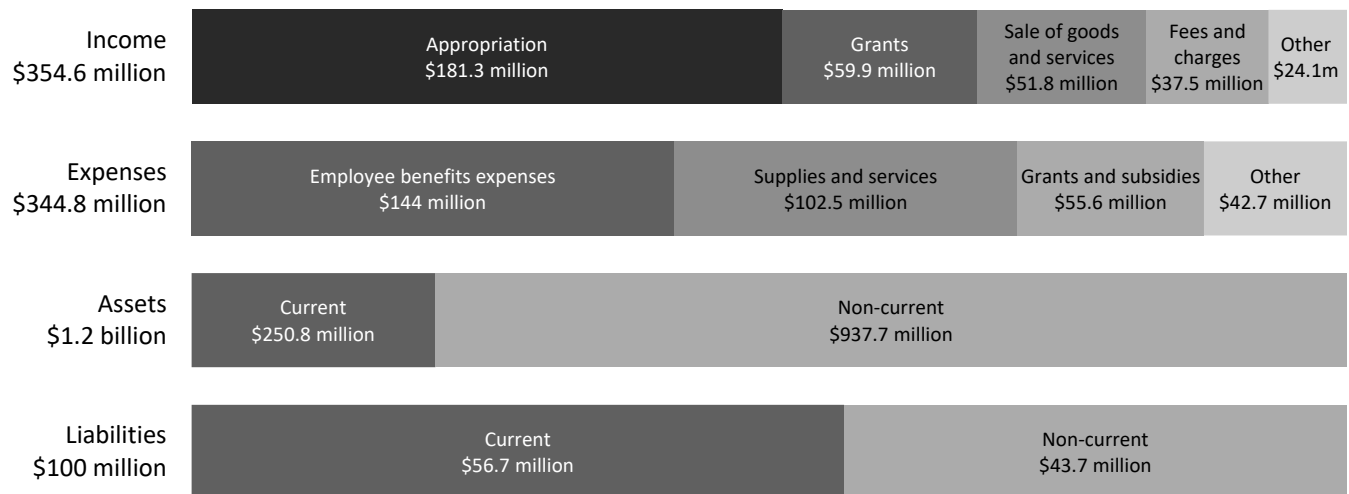 Income
$354.6 million
Appropriation
$181.3 million
Grants
$59.9 million
Sale of goods
and services
$51.8 million
Fees and
charges
$37.5 million
Other
$24.1m
Expenses
$344.8 million
Employee benefits expenses
$144 million
Supplies and services
$102.5 million
Grants and subsidies
$55.6 million
Other
$42.7 million
Assets
$1.2 billion
Current
$250.8 million
Non-current
$937.7 million
Liabilities
$100 million
Current
$56.7 million
Non-current
$43.7 million